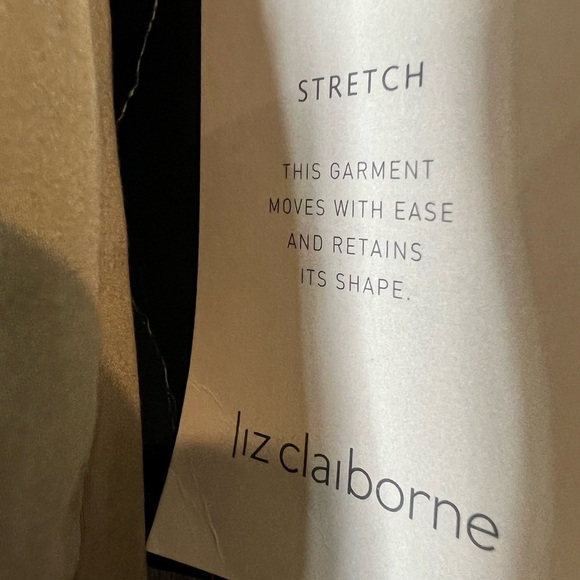 STRETCH
THIS GARMENT
MOVES WITH EASE
AND RETAINS
ITS SHAPE.
liz claiborne